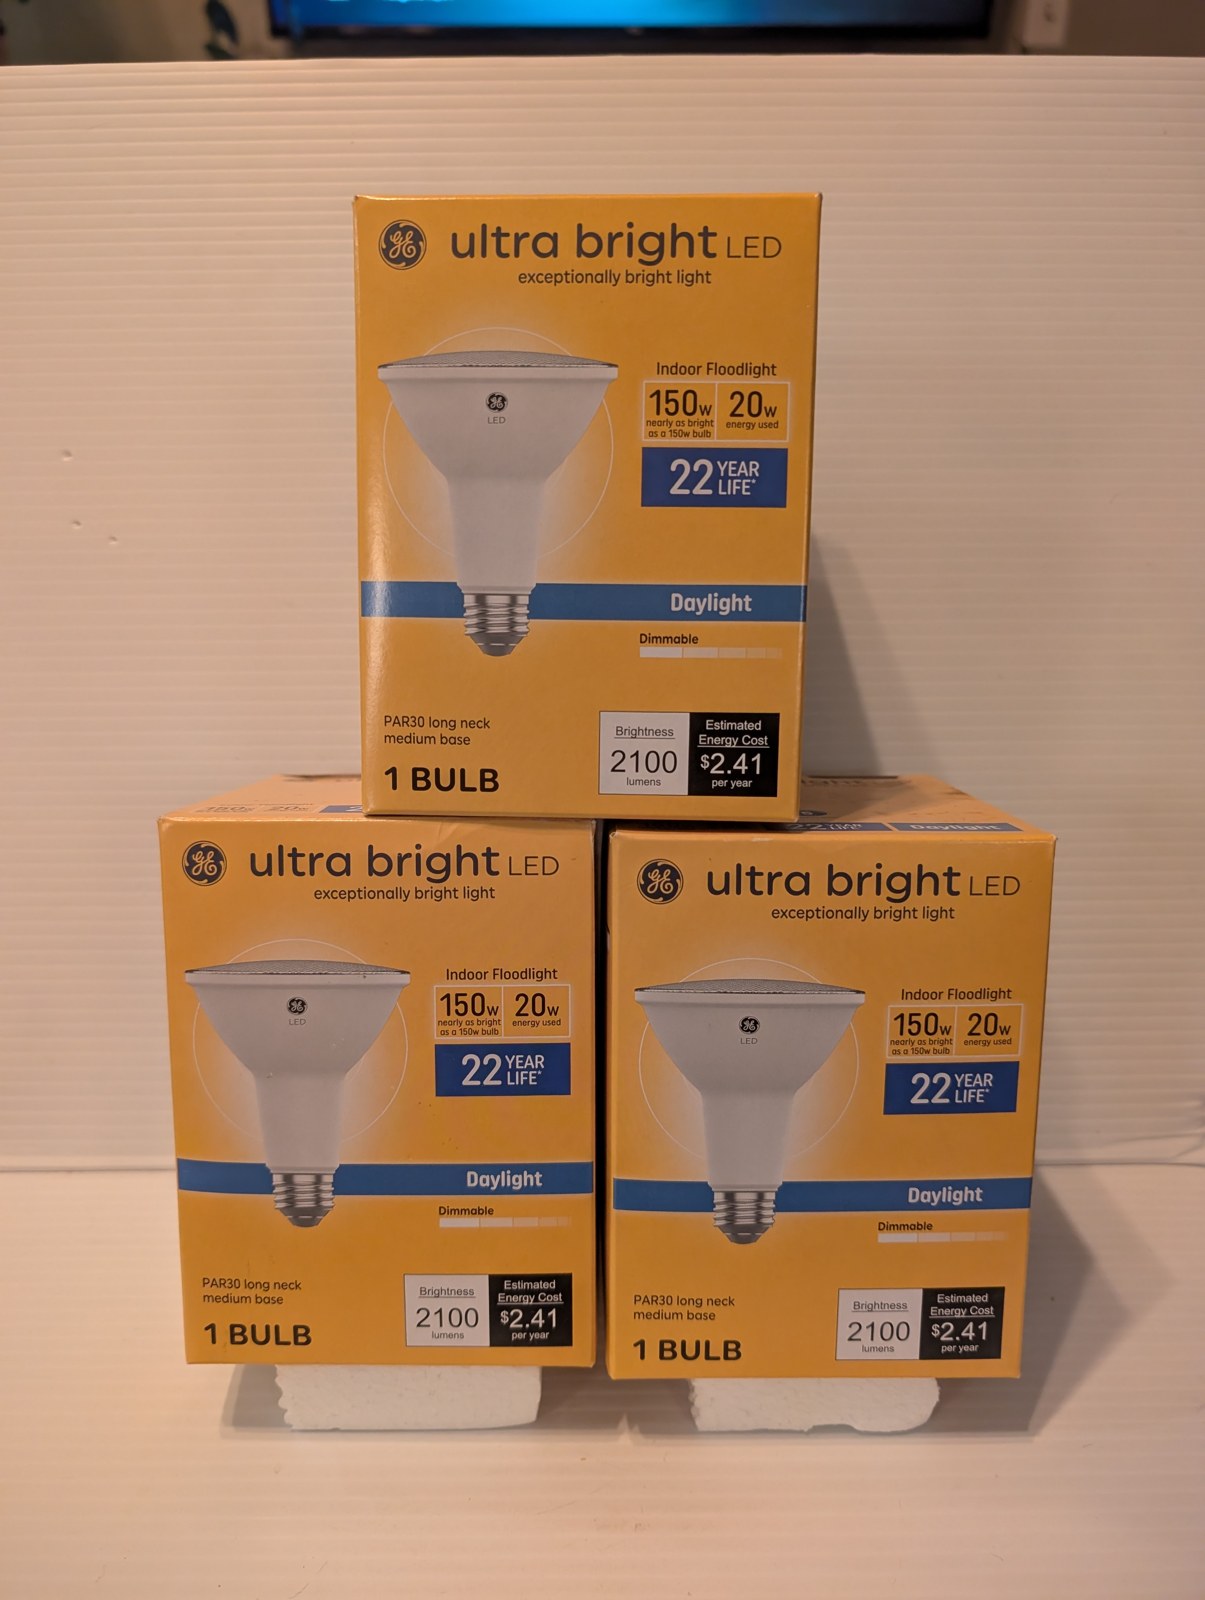 ultra bright LED
exceptionally bright light
LED
Indoor Floodlight
150w
nearly as bright
as a 150w bulb
20w
energy used
22 YEAR
LIFE*
Daylight
Dimmable
PAR30 long neck
medium base
1 BULB
Brightness
2100
lumens
Estimated
Energy Cost
$2.41
per year
150w 20w
ultra bright LED
exceptionally bright light
LED
Indoor Floodlight
150w
nearly as bright
as a 150w bulb
20w
energy used
22 YEAR
LIFE*
Daylight
Dimmable
PAR30 long neck
medium base
1 BULB
Brightness
2100
lumens
Estimated
Energy Cost
$2.41
per year
22 YEAR
LIFE*
Daylight
ultra bright LED
exceptionally bright light
LED
Indoor Floodlight
150w
nearly as bright
as a 150w bulb
20w
energy used
22 YEAR
LIFE*
Daylight
Dimmable
PAR30 long neck
medium base
1 BULB
Brightness
2100
lumens
Estimated
Energy Cost
$2.41
per year